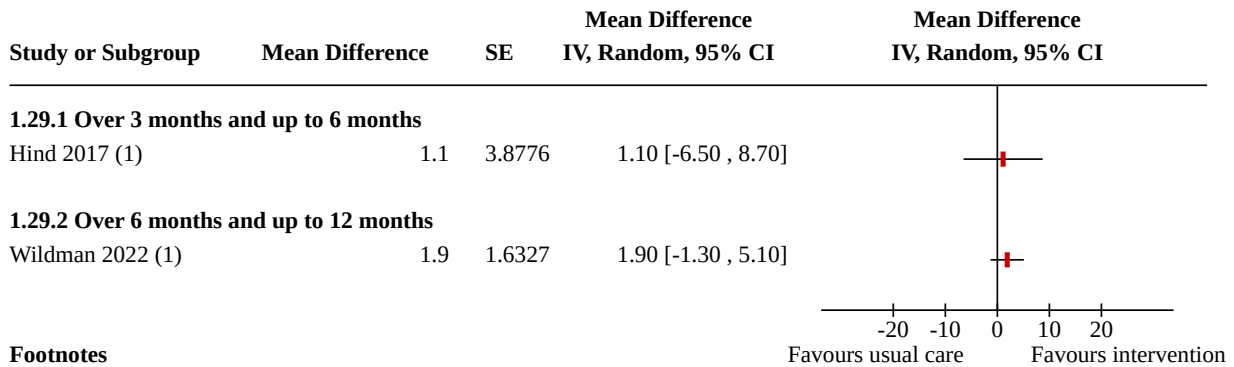 Mean Difference Mean Difference
Study or Subgroup Mean Difference SE IV, Random, 95% CI IV, Random, 95% CI
1.29.1 Over 3 months and up to 6 months
Hind 2017 (1) 1.1 3.8776 1.10 [-6.50 , 8.70]
1.29.2 Over 6 months and up to 12 months
Wildman 2022 (1) 1.9 1.6327 1.90 [-1.30 , 5.10]
-20 -10 0 10 20
Footnotes Favours usual care Favours intervention